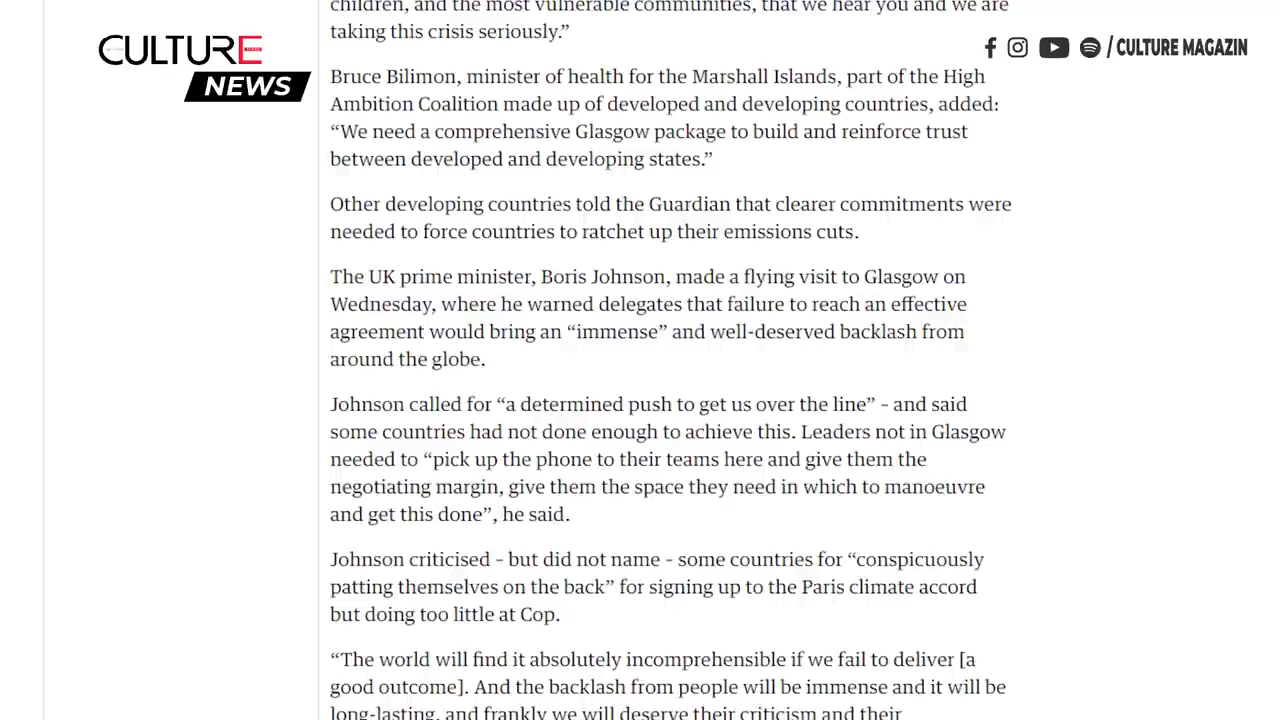 children, and the most vulnerable communities, that we hear you and we are
taking this crisis seriously.”
CULTURE
NEWS
/ CULTURE MAGAZIN
Bruce Bilimon, minister of health for the Marshall Islands, part of the High
Ambition Coalition made up of developed and developing countries, added:
“We need a comprehensive Glasgow package to build and reinforce trust
between developed and developing states.”
Other developing countries told the Guardian that clearer commitments were
needed to force countries to ratchet up their emissions cuts.
The UK prime minister, Boris Johnson, made a flying visit to Glasgow on
Wednesday, where he warned delegates that failure to reach an effective
agreement would bring an “immense” and well-deserved backlash from
around the globe.
Johnson called for “a determined push to get us over the line” – and said
some countries had not done enough to achieve this. Leaders not in Glasgow
needed to “pick up the phone to their teams here and give them the
negotiating margin, give them the space they need in which to manoeuvre
and get this done”, he said.
Johnson criticised – but did not name – some countries for “conspicuously
patting themselves on the back” for signing up to the Paris climate accord
but doing too little at Cop.
“The world will find it absolutely incomprehensible if we fail to deliver [a
good outcome]. And the backlash from people will be immense and it will be
long-lasting, and frankly we will deserve their criticism and their